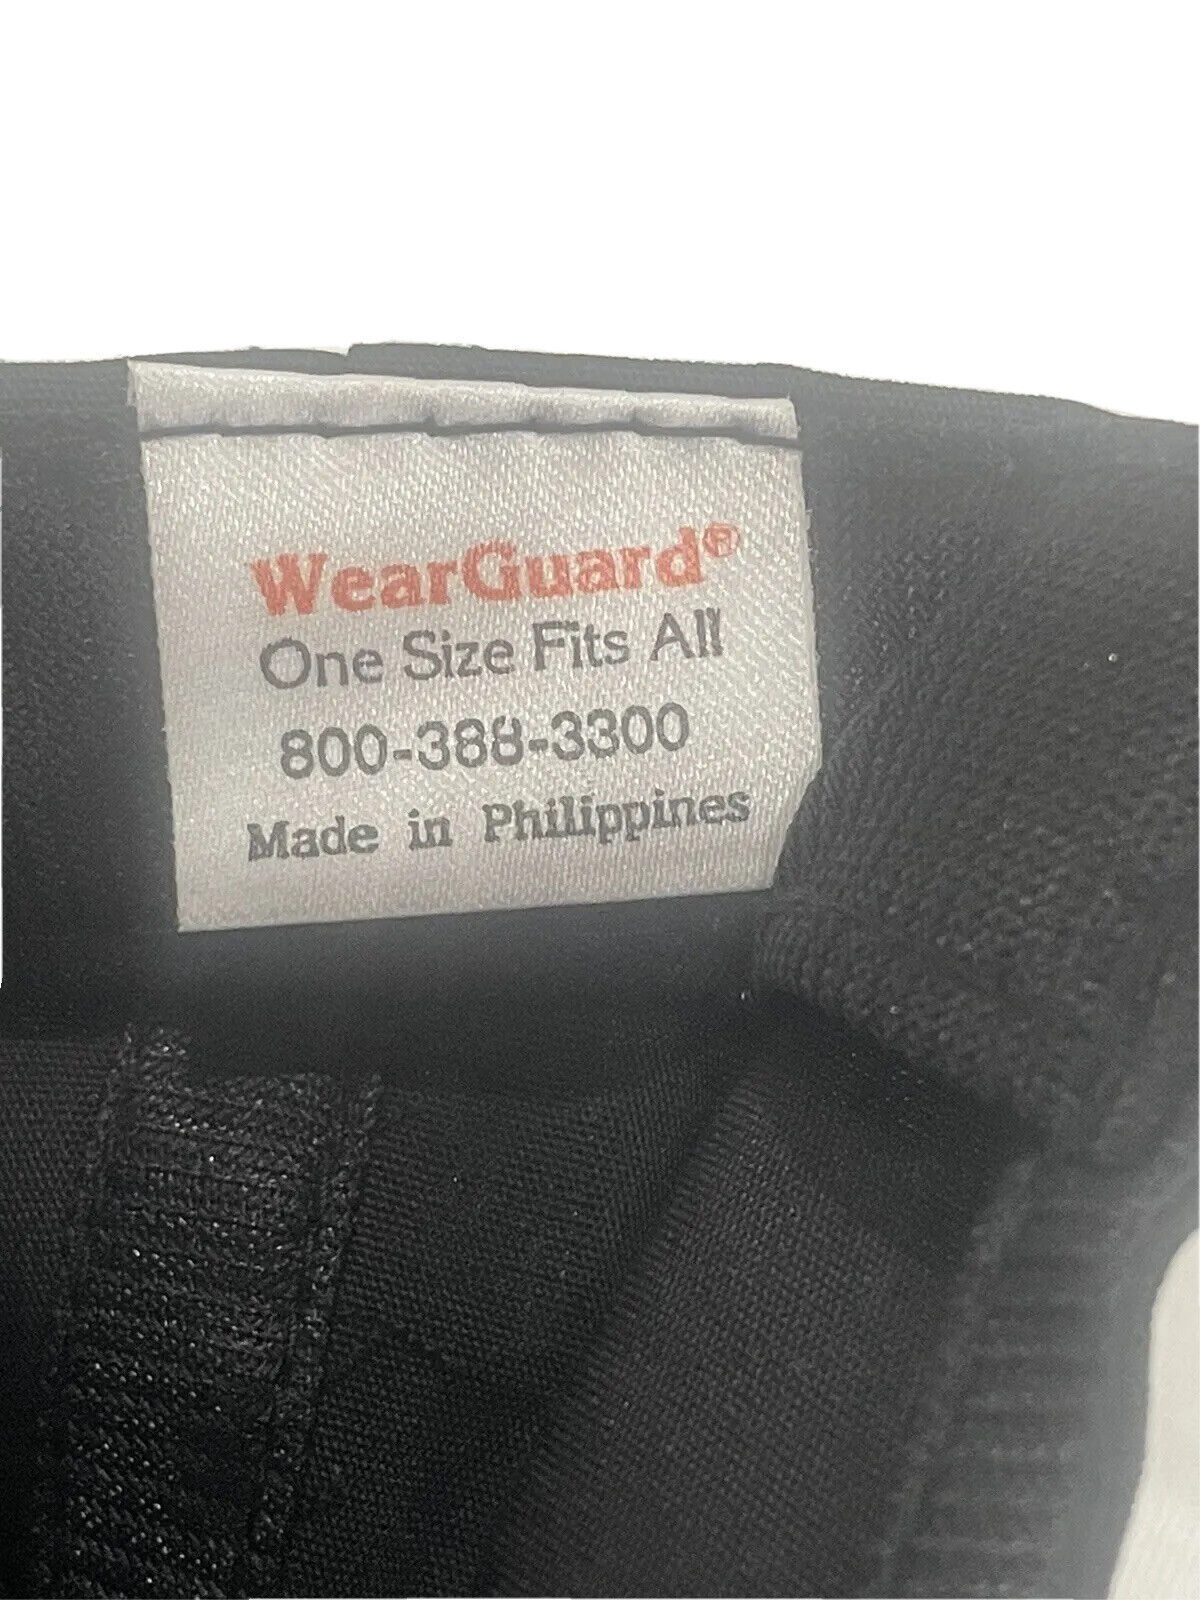 WearGuard®
One Size Fits All
800-388-3300
Made in Philippines